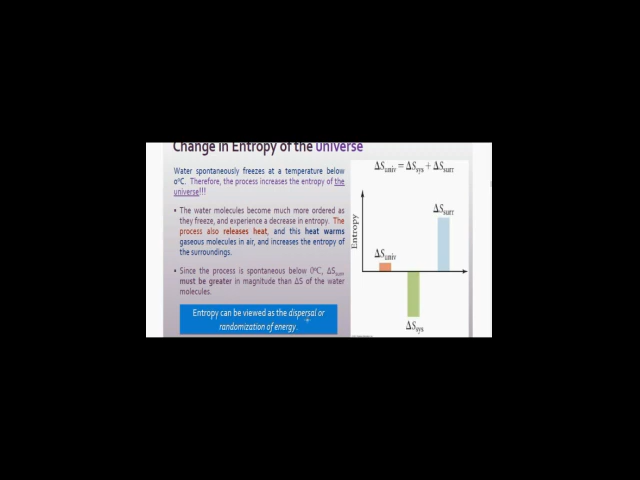 Change in Entropy of the Universe
Water spontaneously freezes at a temperature below
0ºC. Therefore, the process increases the entropy of the
universe!!!
• The water molecules become much more ordered as
they freeze, and experience a decrease in entropy. The
process also releases heat, and this heat warms
gaseous molecules in air, and increases the entropy of
the surroundings.
• Since the process is spontaneous below 0ºC, ΔSsurr
must be greater in magnitude than ΔS of the water
molecules.
Entropy can be viewed as the dispersal or
randomization of energy.
ΔSuniv = ΔSsys + ΔSsurr
Entropy
ΔSsurr
ΔSuniv
ΔSsys